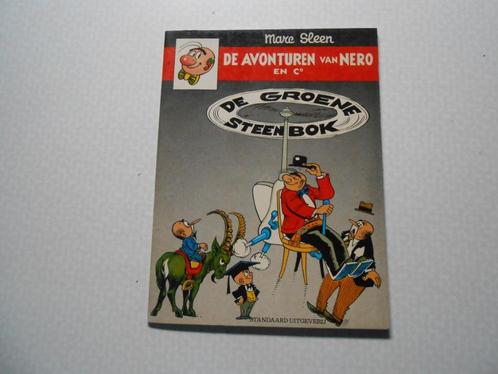 Marc Sleen
DE AVONTUREN VAN NERO
EN Cº
DE GROENE
STEENBOK
STANDAARD UITGEVERIJ